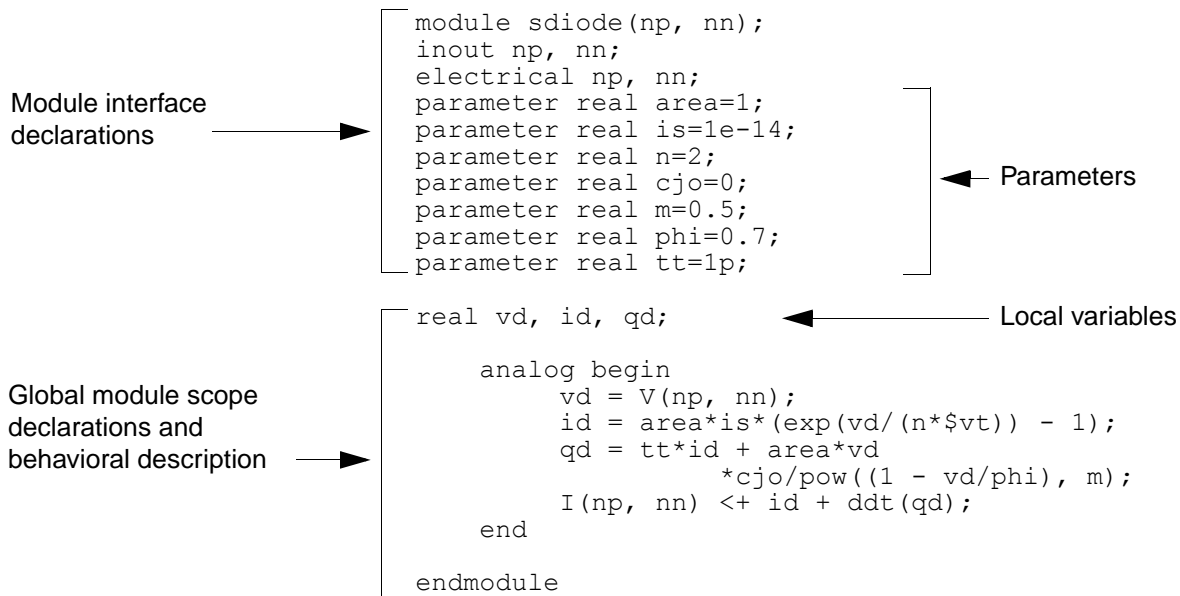 module sdiode(np, nn);
inout np, nn;
electrical np, nn;
Module interface
declarations
parameter real area=1;
parameter real is=1e-14;
parameter real n=2;
parameter real cjo=0;
parameter real m=0.5;
parameter real phi=0.7;
parameter real tt=1p;
Parameters
real vd, id, qd;
Local variables
Global module scope
declarations and
behavioral description
analog begin
vd = V(np, nn);
id = area*is*(exp(vd/(n*$vt)) - 1);
qd = tt*id + area*vd
*cjo/pow((1 - vd/phi), m);
I(np, nn) <+ id + ddt(qd);
end
endmodule